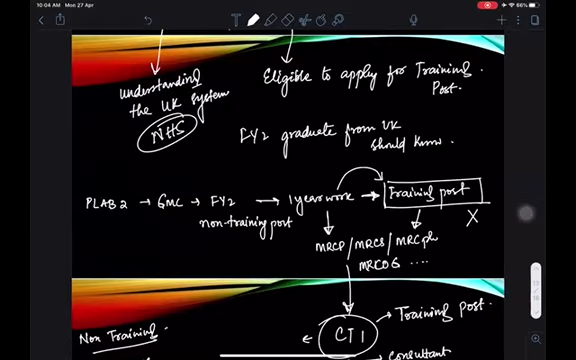 10:04 AM Mon 27 Apr
understanding
the UK system
NHS
Eligible to apply for Training
Post.
FY2 graduate from UK
should know.
PLAB 2 → GMC → FY2 → 1 year work → Training post
non-training post
X
MRCP / MRCS / MRCph
MRCOG ....
Non Training.
CT1
Training post.
Consultant